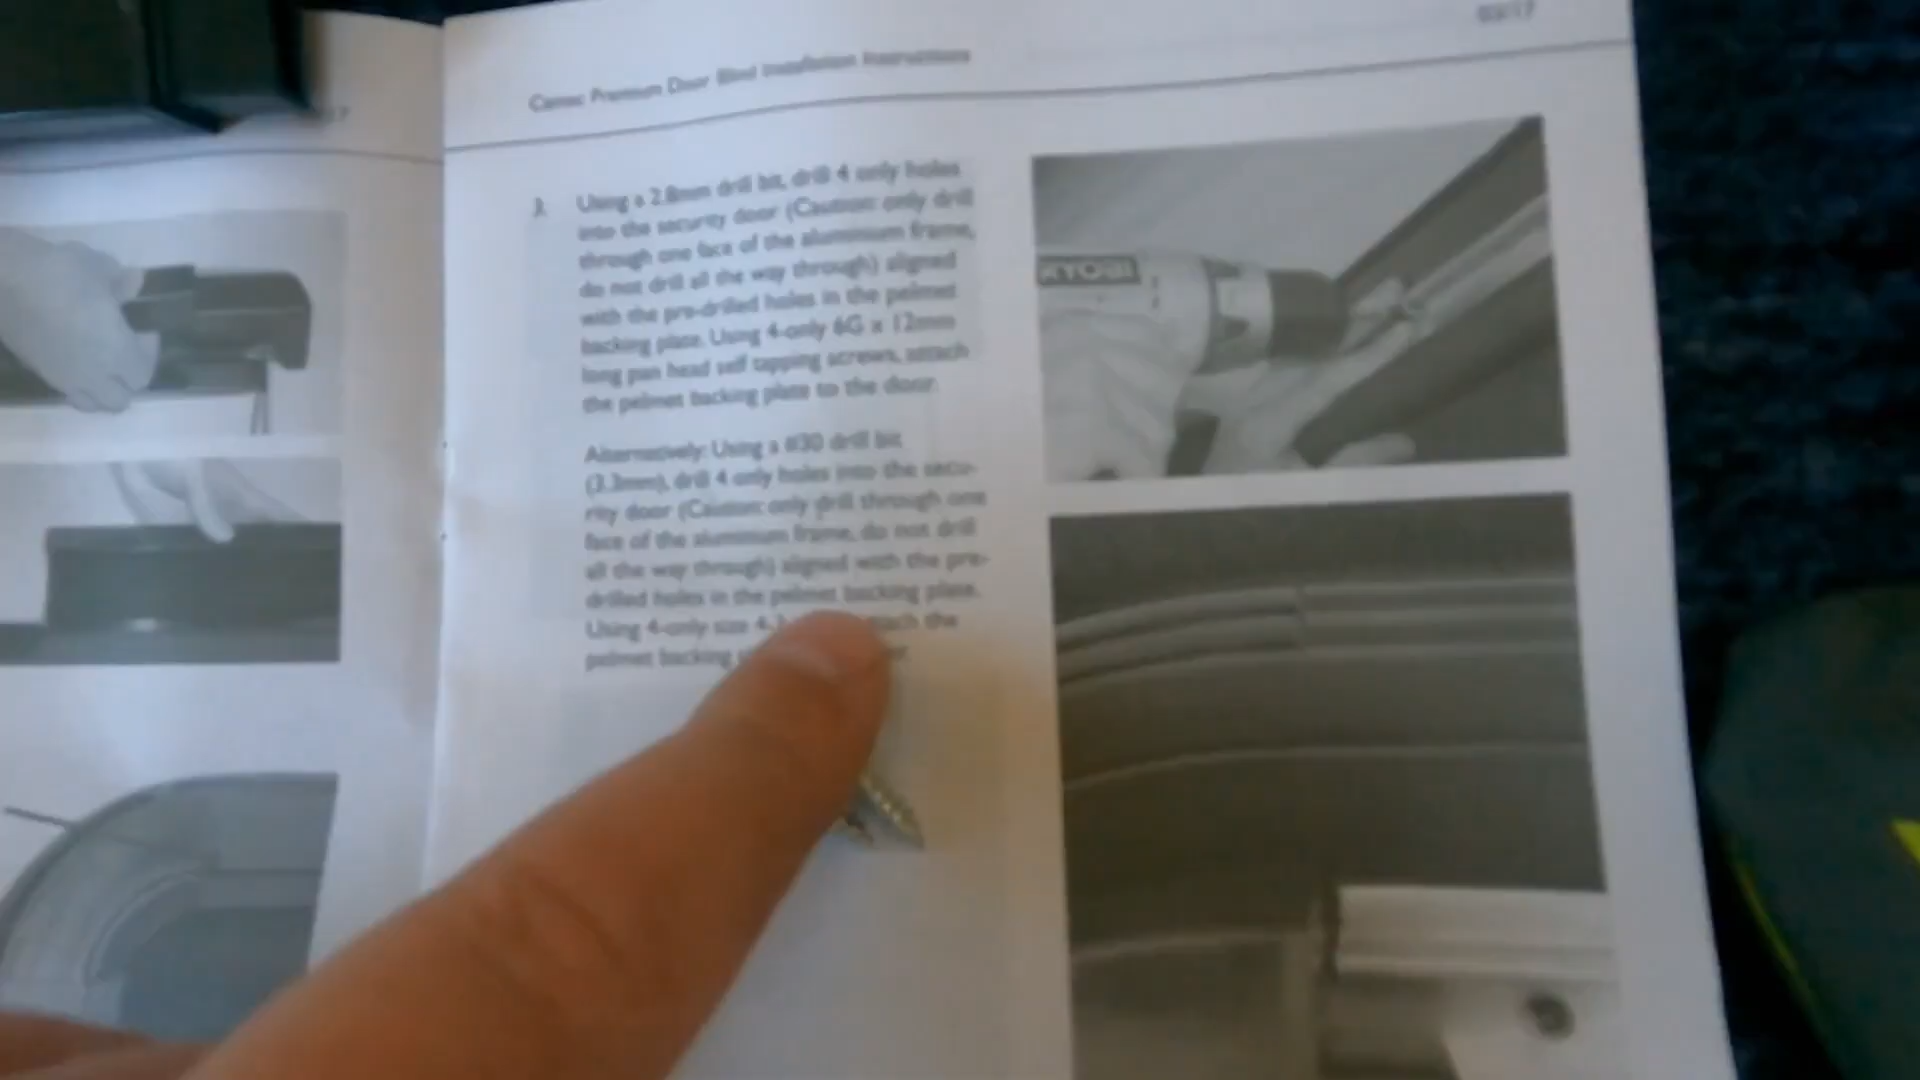 03/17
Camec Premium Door Blind Installation Instructions
3. Using a 2.8mm drill bit, drill 4 only holes
into the security door (Caution: only drill
through one face of the aluminium frame,
do not drill all the way through) aligned
with the pre-drilled holes in the pelmet
backing plate. Using 4-only 6G x 12mm
long pan head self tapping screws, attach
the pelmet backing plate to the door.
Alternatively: Using a #30 drill bit
(3.3mm), drill 4 only holes into the secu-
rity door (Caution: only drill through one
face of the aluminium frame, do not drill
all the way through) aligned with the pre-
drilled holes in the pelmet backing plate.
Using 4-only size 4- the
pelmet backing
RYOBI